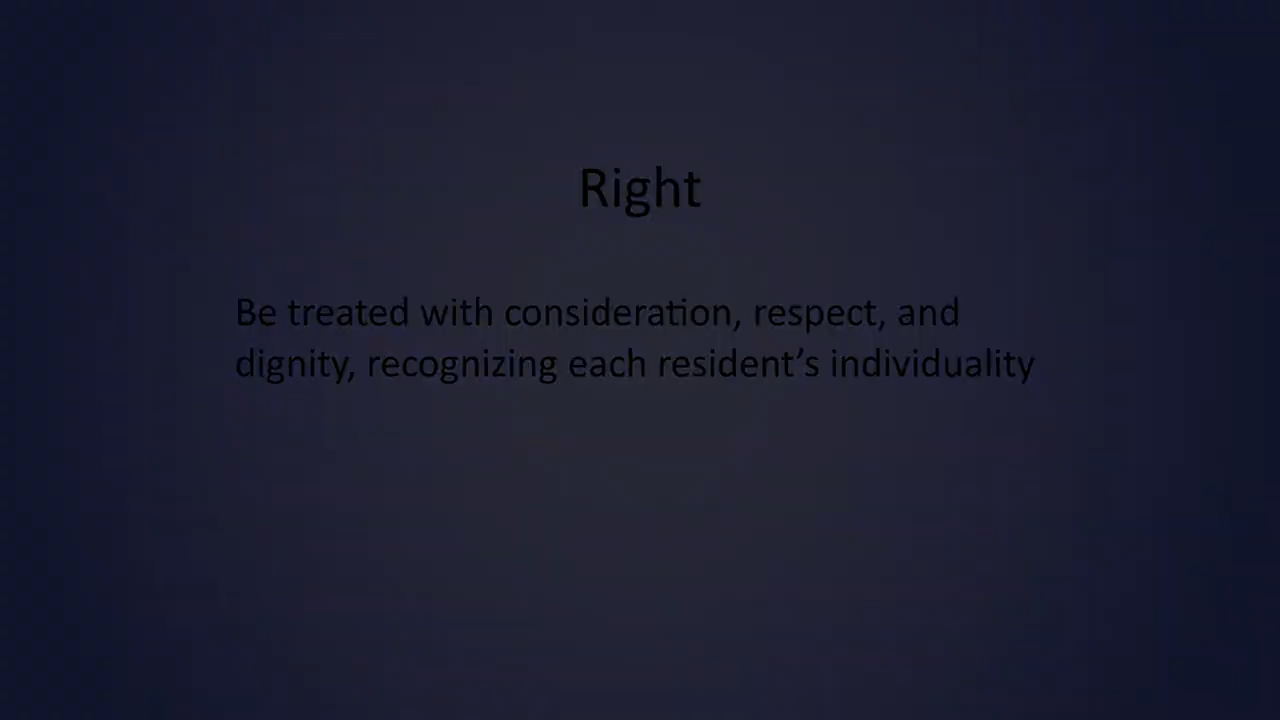 Right
Be treated with consideration, respect, and
dignity, recognizing each resident’s individuality